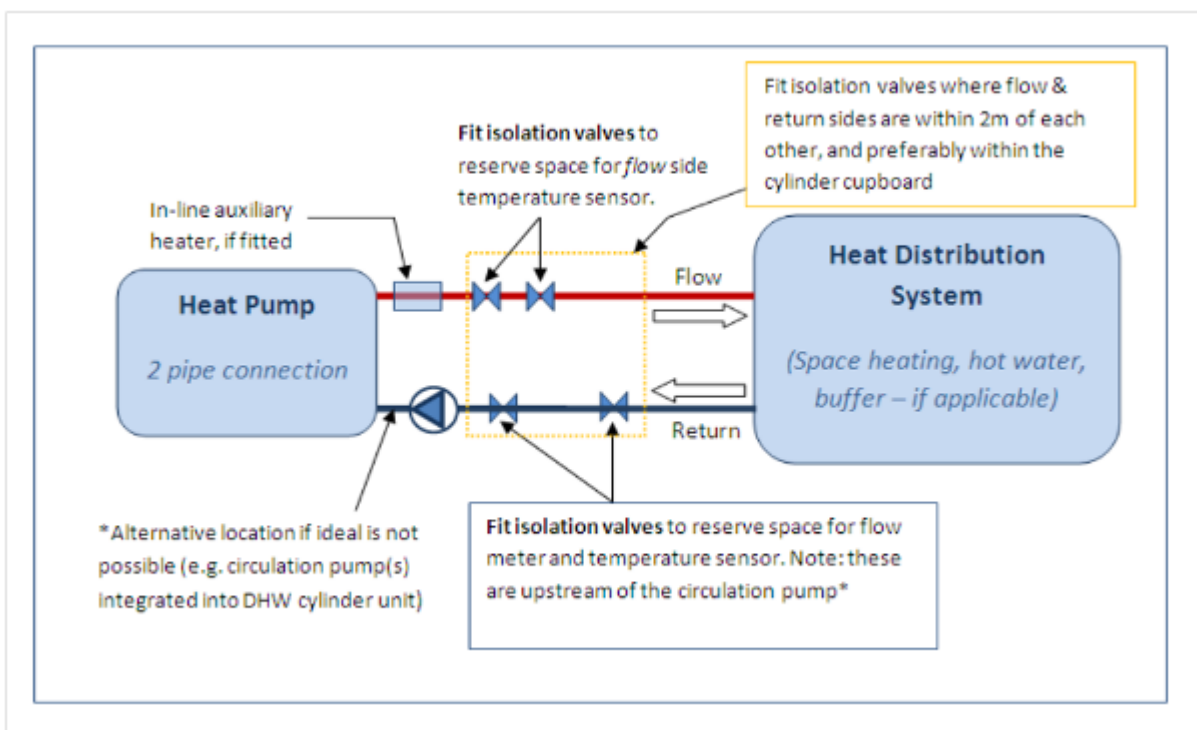 Fit isolation valves where flow &
return sides are within 2m of each
other, and preferably within the
cylinder cupboard
Fit isolation valves to
reserve space for flow side
temperature sensor.
In-line auxiliary
heater, if fitted
Heat Pump
2 pipe connection
Flow
Return
Heat Distribution
System
(Space heating, hot water,
buffer – if applicable)
*Alternative location if ideal is not
possible (e.g. circulation pump(s)
integrated into DHW cylinder unit)
Fit isolation valves to reserve space for flow
meter and temperature sensor. Note: these
are upstream of the circulation pump*